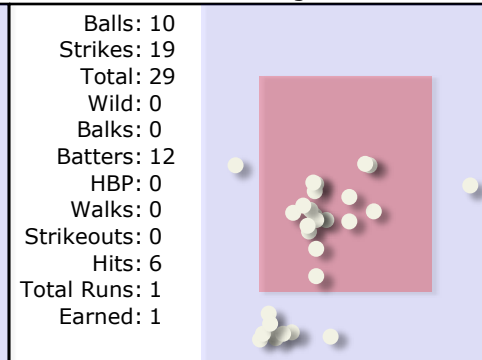 Balls: 10
Strikes: 19
Total: 29
Wild: 0
Balks: 0
Batters: 12
HBP: 0
Walks: 0
Strikeouts: 0
Hits: 6
Total Runs: 1
Earned: 1